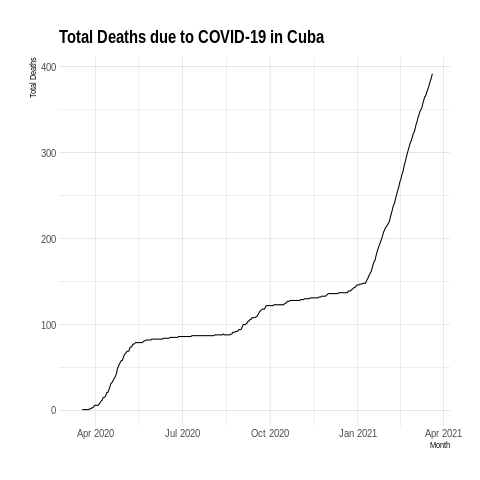 Total Deaths due to COVID-19 in Cuba
Total Deaths
400
300
200
100
0
Apr 2020 Jul 2020 Oct 2020 Jan 2021 Apr 2021
Month